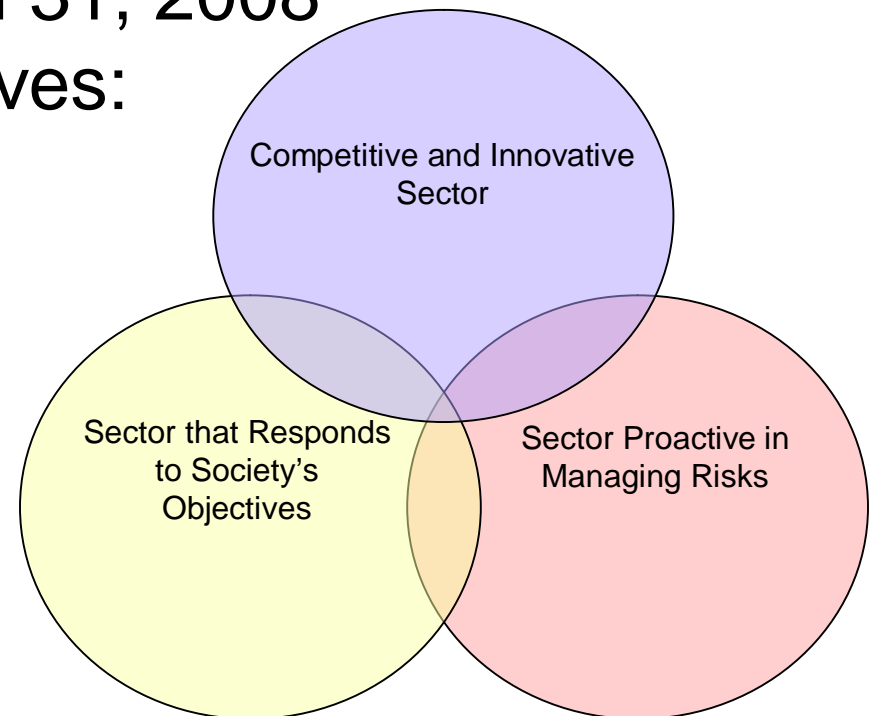 31, 2008
ves:
Competitive and Innovative
Sector
Sector that Responds
to Society's
Objectives
Sector Proactive in
Managing Risks